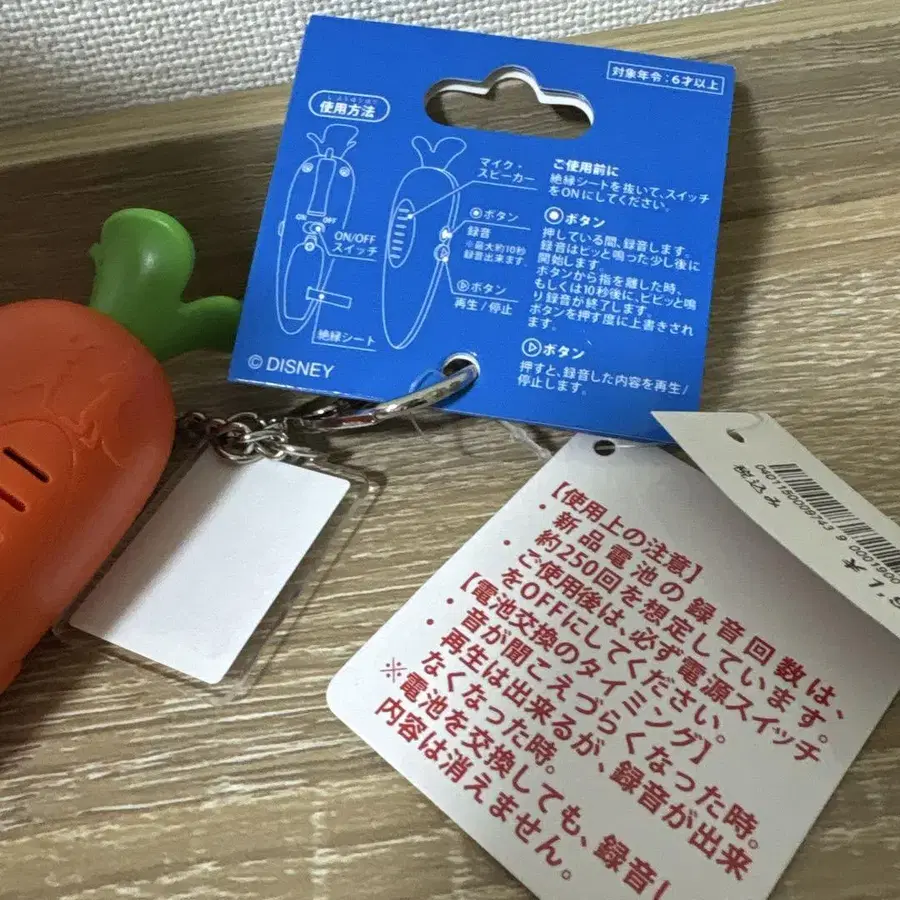 対象年令:6才以上
しようほうほう
使用方法
マイク・
スピーカー
ON
OFF
ON/OFF
スイッチ
絶縁シート
ボタン
録音
※最大約10秒
録音出来ます.
ボタン
再生/停止
ご使用前に
絶縁シートを抜いて、スイッチ
をONにしてください。
ボタン
押している間、録音します。
録音はピッと鳴った少し後に
開始します。
ボタンから指を離した時、
もしくは10秒後に、ピピッと鳴
り録音が終了します。
ボタンを押す度に上書きされ
ます。
ボタン
押すと、録音した内容を再生/
停止します。
© DISNEY
税込み
0401150009743
9 0001900
【使用上の注意】
・新品電池の録音回数は、
約250回を想定しています。
・ご使用後は、必ず電源スイッチ
をOFFにしてください。
【電池交換のタイミング】
・音が聞こえづらくなった時。
・再生は出来るが、録音が出来
なくなった時。
※電池を交換しても、録音し
内容は消えません。